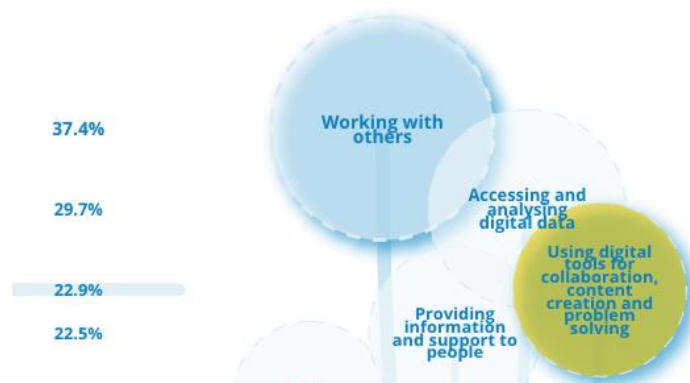 37.4%
29.7%
22.9%
22.5%
Working with
others
Accessing and
analysing
digital data
Using digital
tools for
collaboration,
content
creation and
problem
solving
Providing
information
and support to
people